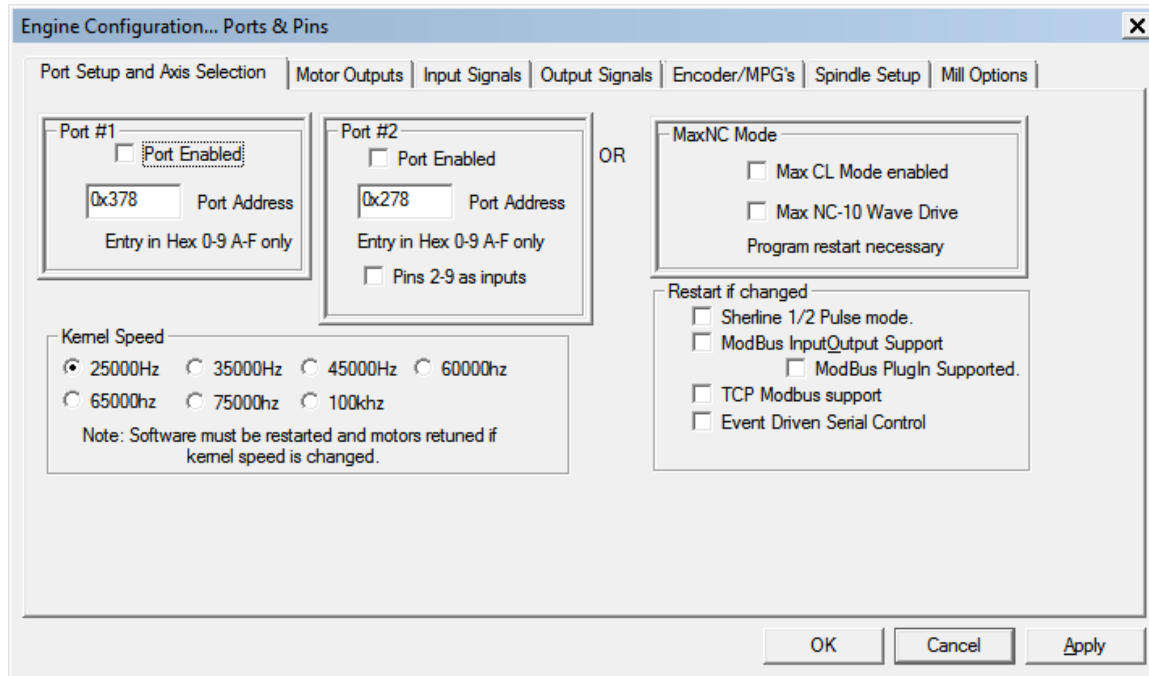 Engine Configuration... Ports & Pins
Port Setup and Axis Selection
Motor Outputs
Input Signals
Output Signals
Encoder/MPG's
Spindle Setup
Mill Options
Port #1
Port Enabled
0x378 Port Address
Entry in Hex 0-9 A-F only
Port #2
Port Enabled
0x278 Port Address
Entry in Hex 0-9 A-F only
Pins 2-9 as inputs
OR
MaxNC Mode
Max CL Mode enabled
Max NC-10 Wave Drive
Program restart necessary
Restart if changed
Sherline 1/2 Pulse mode.
ModBus InputOutput Support
ModBus PlugIn Supported.
TCP Modbus support
Event Driven Serial Control
Kernel Speed
25000Hz 35000Hz 45000Hz 60000hz
65000hz 75000hz 100khz
Note: Software must be restarted and motors retuned if
kernel speed is changed.
OK
Cancel
Apply